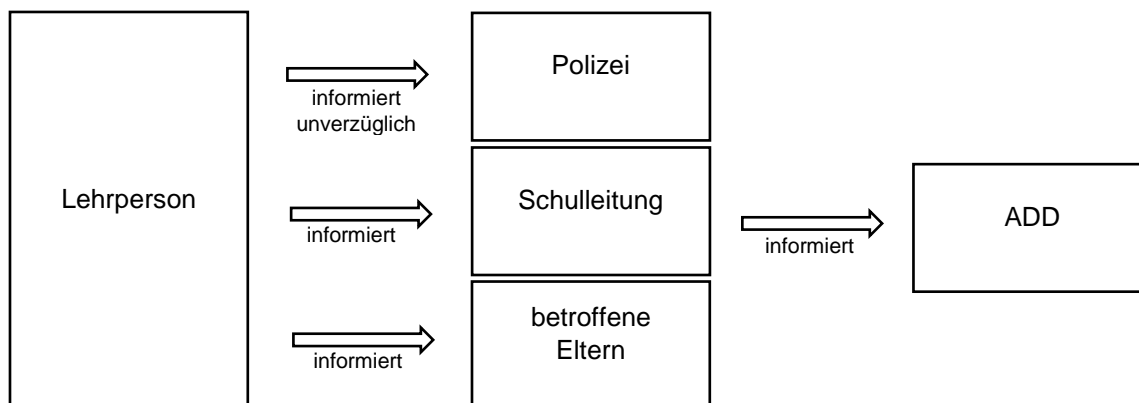 Lehrperson
informiert
unverzüglich
Polizei
informiert
Schulleitung
informiert
ADD
informiert
betroffene
Eltern